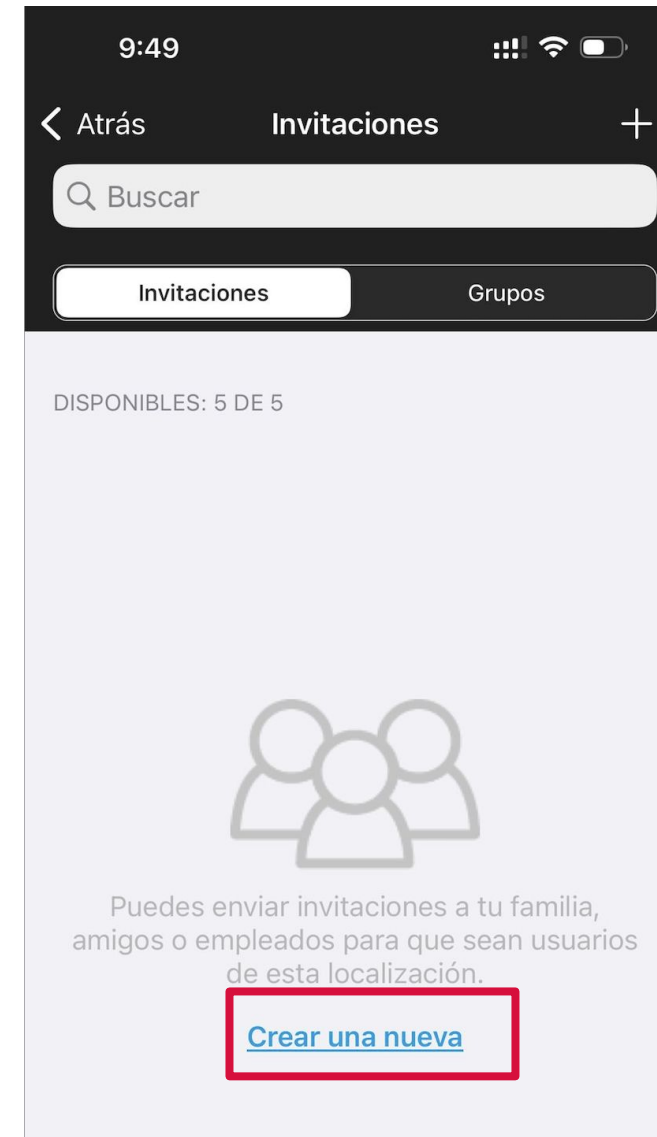 9:49
Atrás Invitaciones +
Buscar
Invitaciones Grupos
DISPONIBLES: 5 DE 5
Puedes enviar invitaciones a tu familia,
amigos o empleados para que sean usuarios
de esta localización.
Crear una nueva